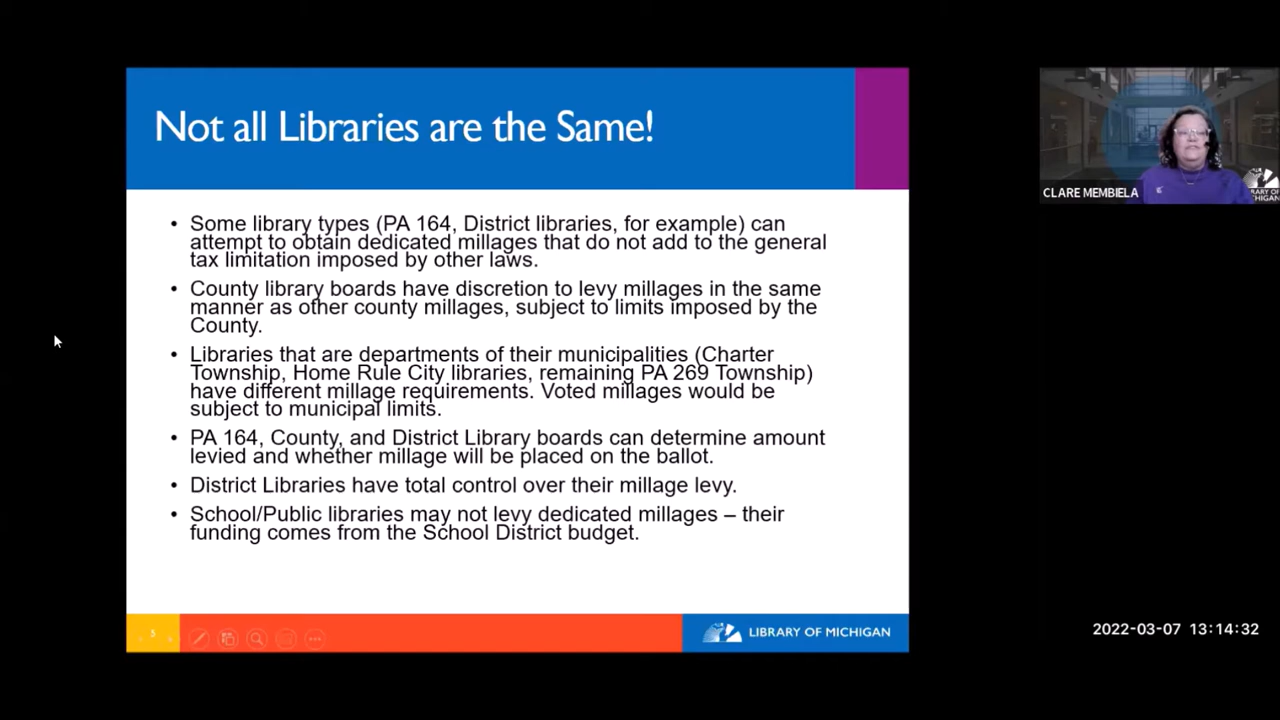 Not all Libraries are the Same!
• Some library types (PA 164, District libraries, for example) can
attempt to obtain dedicated millages that do not add to the general
tax limitation imposed by other laws.
• County library boards have discretion to levy millages in the same
manner as other county millages, subject to limits imposed by the
County.
• Libraries that are departments of their municipalities (Charter
Township, Home Rule City libraries, remaining PA 269 Township)
have different millage requirements. Voted millages would be
subject to municipal limits.
• PA 164, County, and District Library boards can determine amount
levied and whether millage will be placed on the ballot.
• District Libraries have total control over their millage levy.
• School/Public libraries may not levy dedicated millages – their
funding comes from the School District budget.
5
LIBRARY OF MICHIGAN
CLARE MEMBIELA
2022-03-07 13:14:32